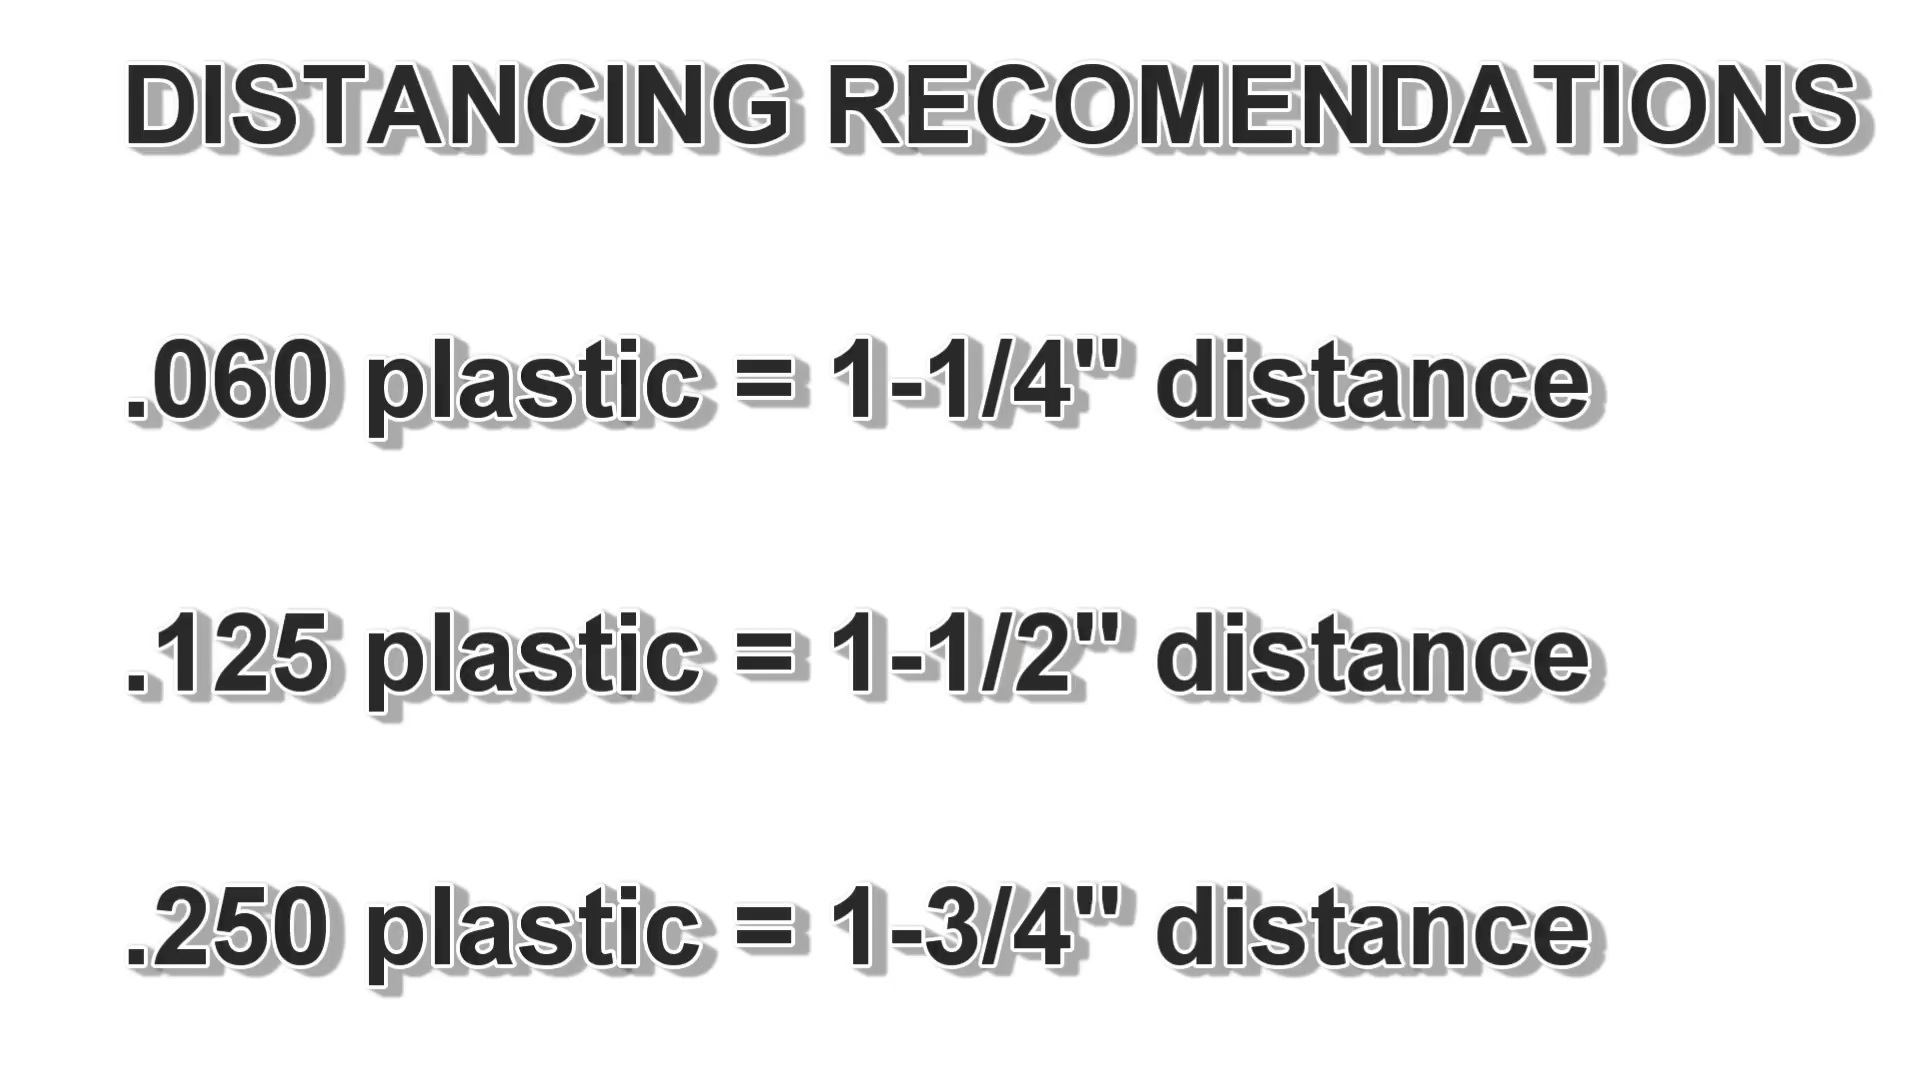 DISTANCING RECOMENDATIONS
.060 plastic = 1-1/4" distance
.125 plastic = 1-1/2" distance
.250 plastic = 1-3/4" distance